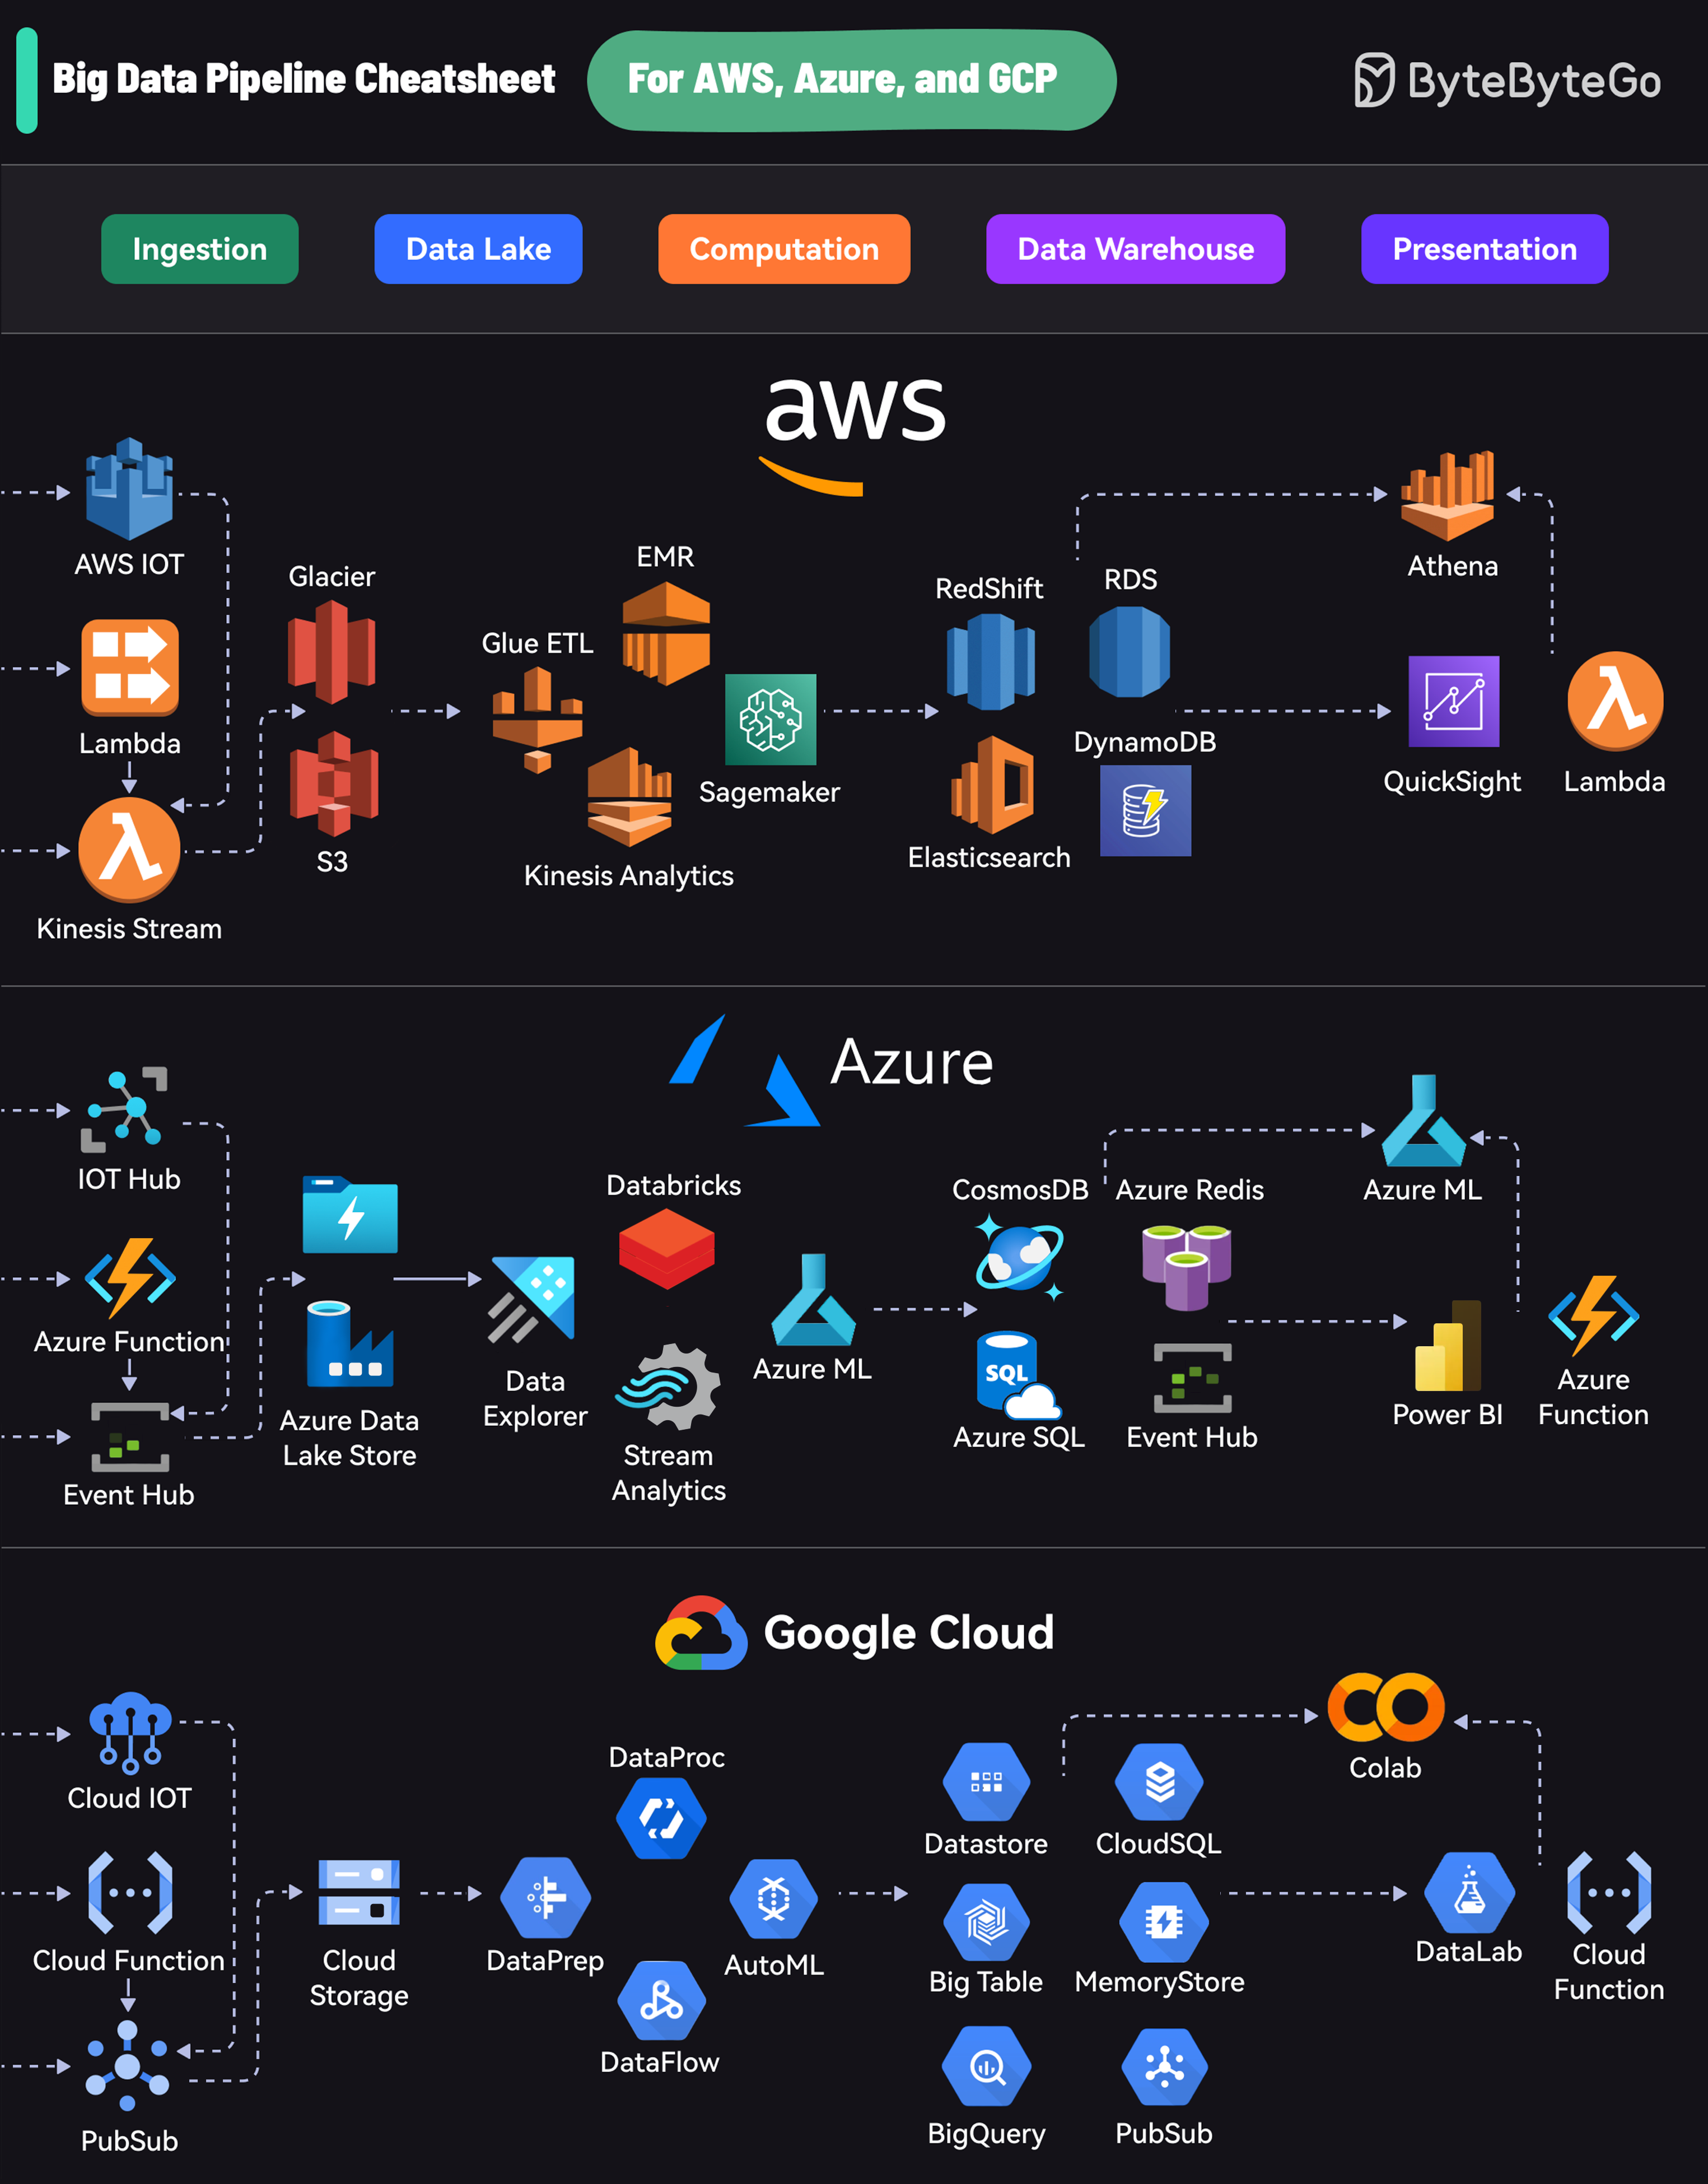 Big Data Pipeline Cheatsheet
For AWS, Azure, and GCP
ByteByteGo
Ingestion
Data Lake
Computation
Data Warehouse
Presentation
aws
AWS IOT
Lambda
Kinesis Stream
Glacier
S3
Glue ETL
EMR
Kinesis Analytics
Sagemaker
RedShift
RDS
Elasticsearch
DynamoDB
Athena
QuickSight
Lambda
Azure
IOT Hub
Azure Function
Event Hub
Azure Data
Lake Store
Data
Explorer
Databricks
Stream
Analytics
Azure ML
CosmosDB
Azure Redis
SQL
Azure SQL
Event Hub
Azure ML
Power BI
Azure
Function
Google Cloud
Cloud IOT
Cloud Function
PubSub
Cloud
Storage
DataPrep
DataProc
DataFlow
AutoML
Datastore
CloudSQL
Big Table
MemoryStore
BigQuery
PubSub
Colab
DataLab
Cloud
Function